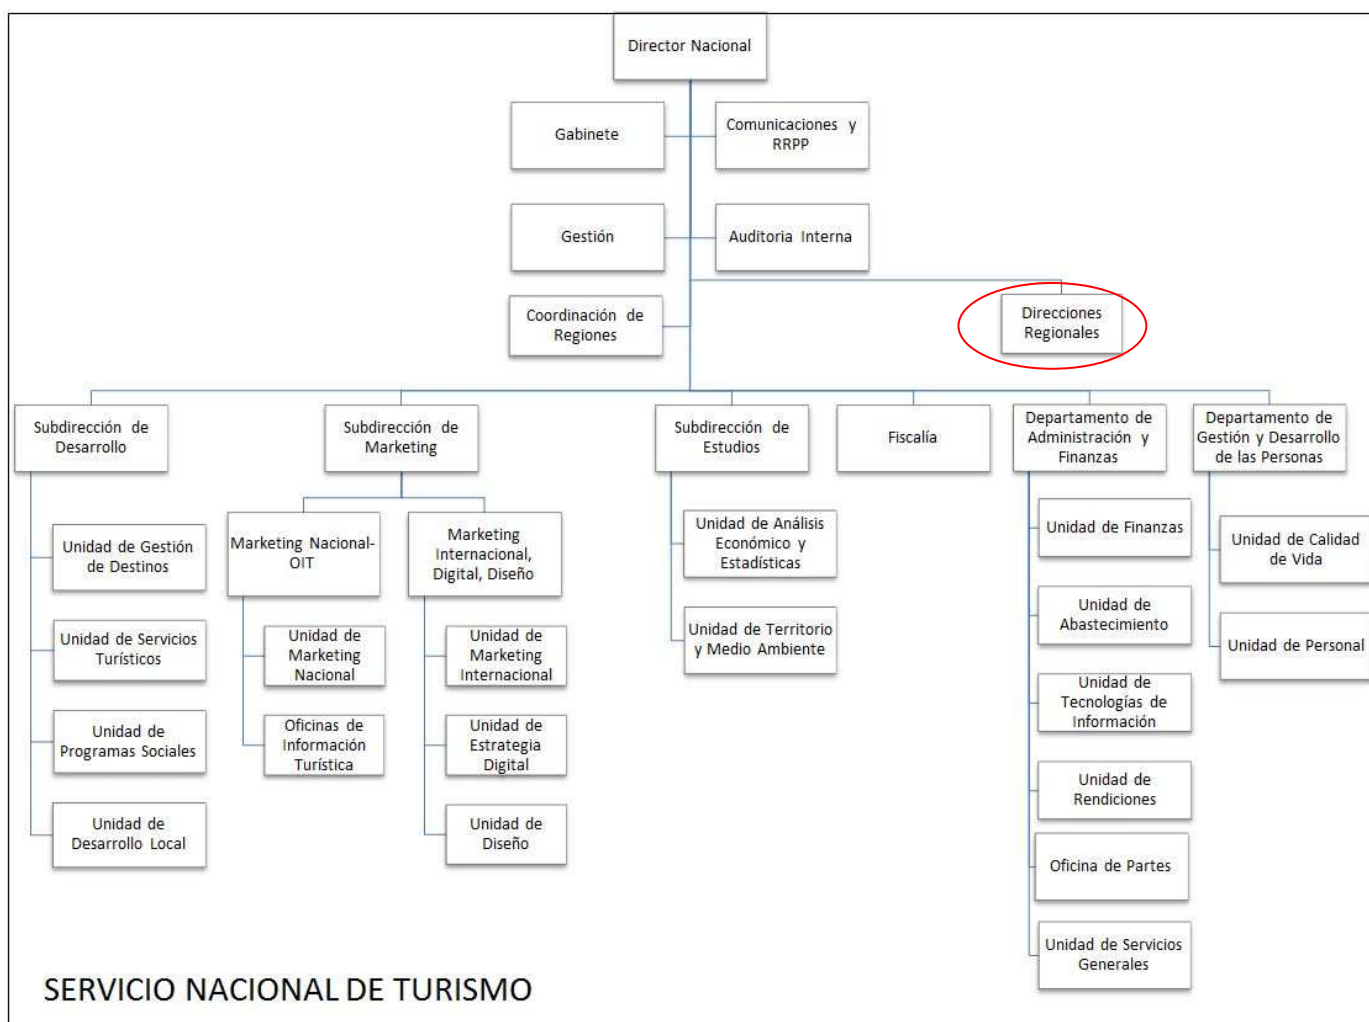 Director Nacional
Gabinete
Comunicaciones y
RRPP
Gestión
Auditoria Interna
Coordinación de
Regiones
Direcciones
Regionales
Subdirección de
Desarrollo
Subdirección de
Marketing
Subdirección de
Estudios
Fiscalía
Departamento de
Administración y
Finanzas
Departamento de
Gestión y Desarrollo
de las Personas
Unidad de Gestión
de Destinos
Unidad de Servicios
Turísticos
Unidad de
Programas Sociales
Unidad de
Desarrollo Local
Marketing Nacional-
OIT
Unidad de
Marketing
Nacional
Oficinas de
Información
Turística
Marketing
Internacional,
Digital, Diseño
Unidad de
Marketing
Internacional
Unidad de
Estrategia
Digital
Unidad de
Diseño
Unidad de Análisis
Económico y
Estadísticas
Unidad de Territorio
y Medio Ambiente
Unidad de Finanzas
Unidad de
Abastecimiento
Unidad de
Tecnologías de
Información
Unidad de
Rendiciones
Oficina de Partes
Unidad de Servicios
Generales
Unidad de Calidad
de Vida
Unidad de Personal
SERVICIO NACIONAL DE TURISMO